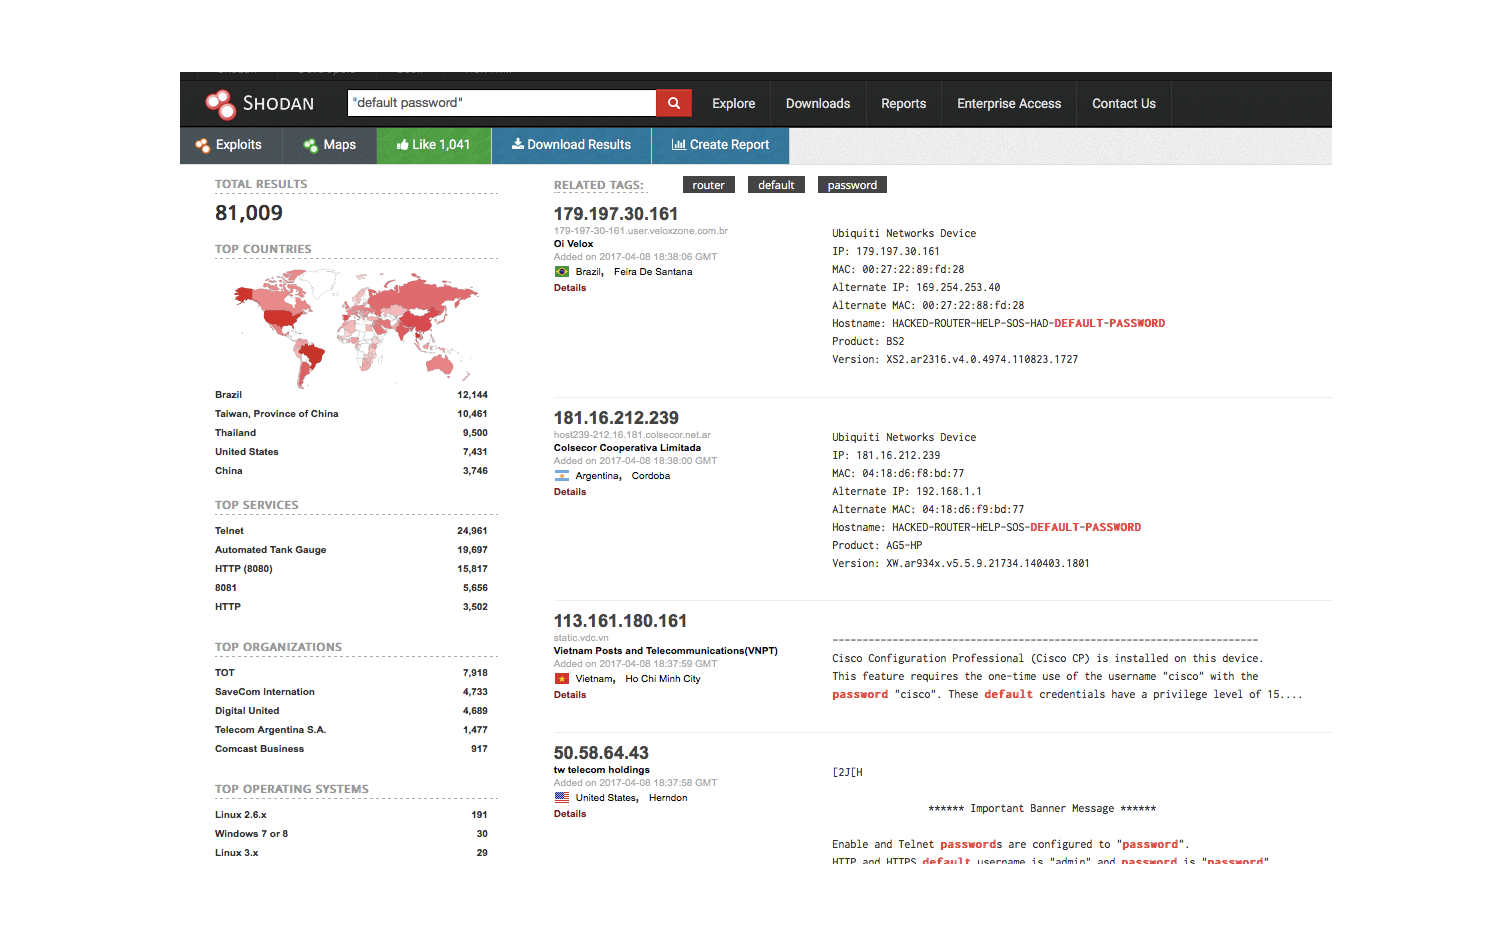 SHODAN
"default password"
Explore
Downloads
Reports
Enterprise Access
Contact Us
Exploits
Maps
Like 1,041
Download Results
Create Report
TOTAL RESULTS
81,009
TOP COUNTRIES
Brazil 12,144
Taiwan, Province of China 10,461
Thailand 9,500
United States 7,431
China 3,746
TOP SERVICES
Telnet 24,961
Automated Tank Gauge 19,697
HTTP (8080) 15,817
8081 5,656
HTTP 3,502
TOP ORGANIZATIONS
TOT 7,918
SaveCom Internation 4,733
Digital United 4,689
Telecom Argentina S.A. 1,477
Comcast Business 917
TOP OPERATING SYSTEMS
Linux 2.6.x 191
Windows 7 or 8 30
Linux 3.x 29
RELATED TAGS: router default password
179.197.30.161
179-197-30-161.user.veloxzone.com.br
Oi Velox
Added on 2017-04-08 18:38:06 GMT
Brazil, Feira De Santana
Details
Ubiquiti Networks Device
IP: 179.197.30.161
MAC: 00:27:22:89:fd:28
Alternate IP: 169.254.253.40
Alternate MAC: 00:27:22:88:fd:28
Hostname: HACKED-ROUTER-HELP-SOS-HAD-DEFAULT-PASSWORD
Product: BS2
Version: XS2.ar2316.v4.0.4974.110823.1727
181.16.212.239
host239-212.16.181.colsecor.net.ar
Colsecor Cooperativa Limitada
Added on 2017-04-08 18:38:00 GMT
Argentina, Cordoba
Details
Ubiquiti Networks Device
IP: 181.16.212.239
MAC: 04:18:d6:f8:bd:77
Alternate IP: 192.168.1.1
Alternate MAC: 04:18:d6:f9:bd:77
Hostname: HACKED-ROUTER-HELP-SOS-DEFAULT-PASSWORD
Product: AG5-HP
Version: XW.ar934x.v5.5.9.21734.140403.1801
113.161.180.161
static.vdc.vn
Vietnam Posts and Telecommunications(VNPT)
Added on 2017-04-08 18:37:59 GMT
Vietnam, Ho Chi Minh City
Details
-----------------------------------------------------------------------
Cisco Configuration Professional (Cisco CP) is installed on this device.
This feature requires the one-time use of the username "cisco" with the
password "cisco". These default credentials have a privilege level of 15....
50.58.64.43
tw telecom holdings
Added on 2017-04-08 18:37:58 GMT
United States, Herndon
Details
[2J[H
****** Important Banner Message ******
Enable and Telnet passwords are configured to "password".
HTTP and HTTPS default username is "admin" and password is "password"